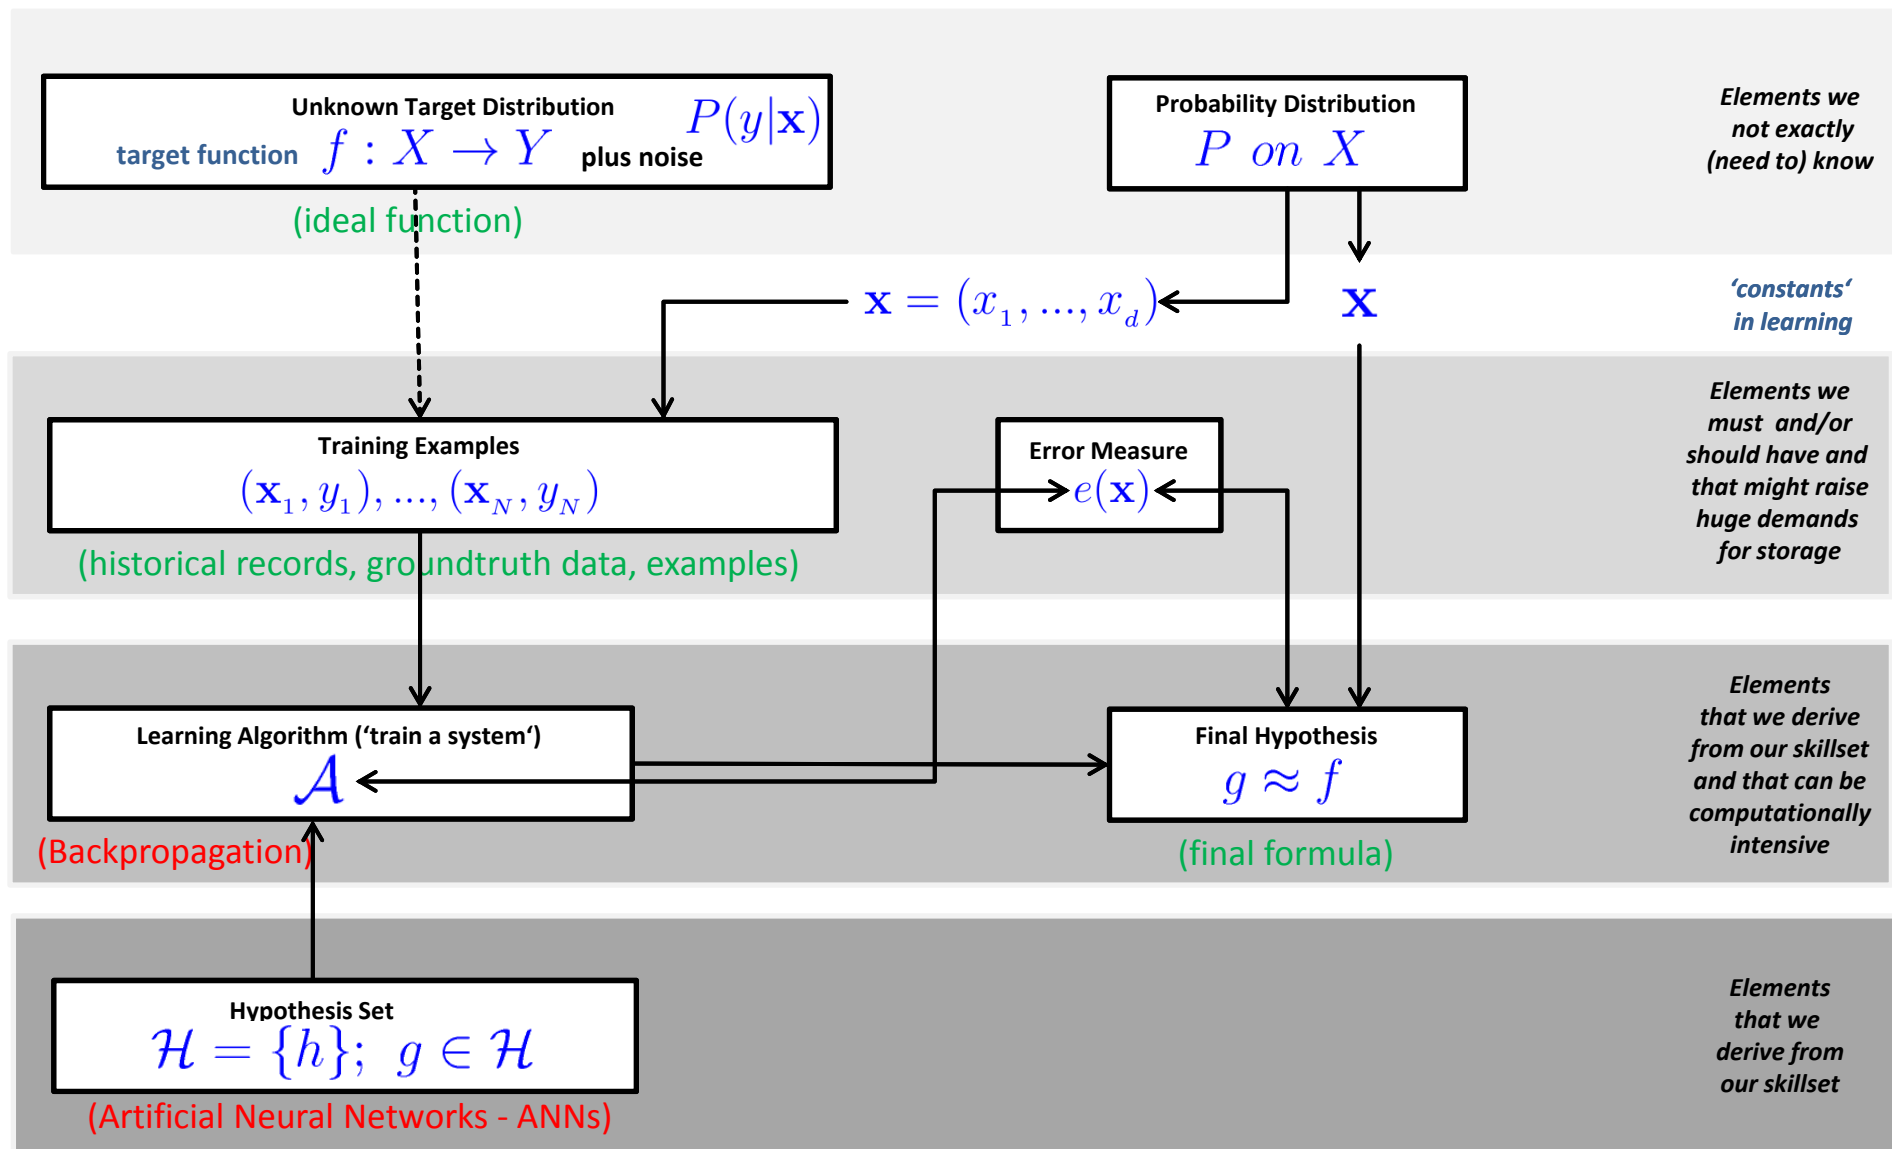 Unknown Target Distribution
target function f : X → Y plus noise P(y|x)
(ideal function)
Probability Distribution
P on X
Elements we
not exactly
(need to) know
x = (x₁, ..., x_d)
x
‘constants‘
in learning
Training Examples
(x₁, y₁), ..., (x_N, y_N)
(historical records, groundtruth data, examples)
Error Measure
e(x)
Elements we
must and/or
should have and
that might raise
huge demands
for storage
Learning Algorithm (‘train a system‘)
𝒜
(Backpropagation)
Final Hypothesis
g ≈ f
(final formula)
Elements
that we derive
from our skillset
and that can be
computationally
intensive
Hypothesis Set
ℋ = {h}; g ∈ ℋ
(Artificial Neural Networks - ANNs)
Elements
that we
derive from
our skillset